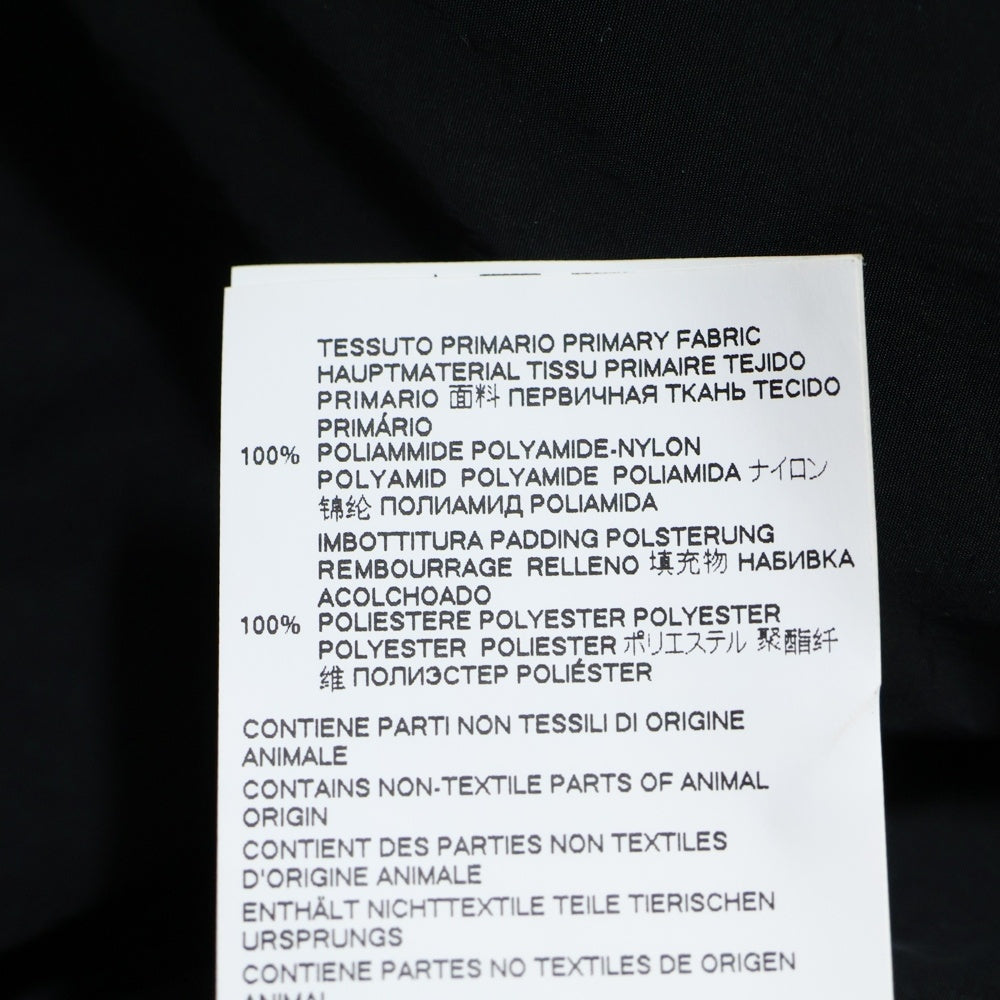 TESSUTO PRIMARIO PRIMARY FABRIC
HAUPTMATERIAL TISSU PRIMAIRE TEJIDO
PRIMARIO 面料 ПЕРВИЧНАЯ ТКАНЬ TECIDO
PRIMÁRIO
100% POLIAMMIDE POLYAMIDE-NYLON
POLYAMID POLYAMIDE POLIAMIDA ナイロン
锦纶 ПОЛИАМИД POLIAMIDA
IMBOTTITURA PADDING POLSTERUNG
REMBOURRAGE RELLENO 填充物 НАБИВКА
ACOLCHOADO
100% POLIESTERE POLYESTER POLYESTER
POLYESTER POLIESTER ポリエステル 聚酯纤
维 ПОЛИЭСТЕР POLIÉSTER
CONTIENE PARTI NON TESSILI DI ORIGINE
ANIMALE
CONTAINS NON-TEXTILE PARTS OF ANIMAL
ORIGIN
CONTIENT DES PARTIES NON TEXTILES
D'ORIGINE ANIMALE
ENTHÄLT NICHTTEXTILE TEILE TIERISCHEN
URSPRUNGS
CONTIENE PARTES NO TEXTILES DE ORIGEN
ANIMAL